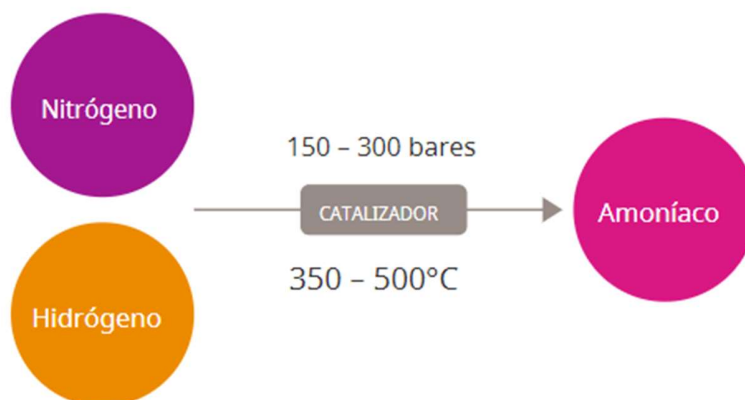 Nitrógeno
Hidrógeno
150 – 300 bares
CATALIZADOR
350 – 500°C
Amoníaco